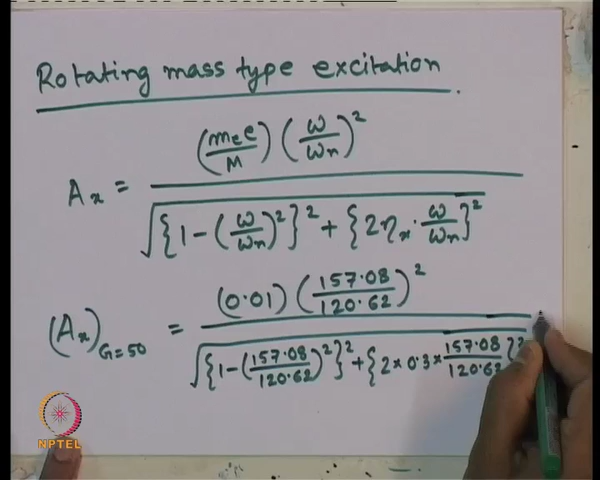 Rotating mass type excitation.
A_x = (m_e e / M) (ω/ω_n)^2 / √({1-(ω/ω_n)^2}^2 + {2η_x · ω/ω_n}^2)
(A_x)_{G=50} = (0.01) (157.08/120.62)^2 / √({1-(157.08/120.62)^2}^2 + {2 × 0.3 × 157.08/120.62}^2)
NPTEL